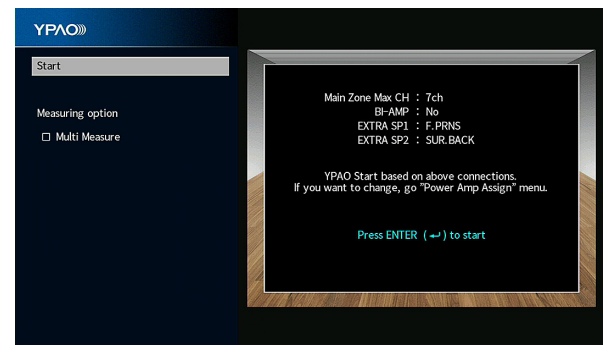 YPAO
Start
Measuring option
Multi Measure
Main Zone Max CH : 7ch
BI-AMP : No
EXTRA SP1 : F.PRNS
EXTRA SP2 : SUR.BACK
YPAO Start based on above connections.
If you want to change, go "Power Amp Assign" menu.
Press ENTER (↵) to start